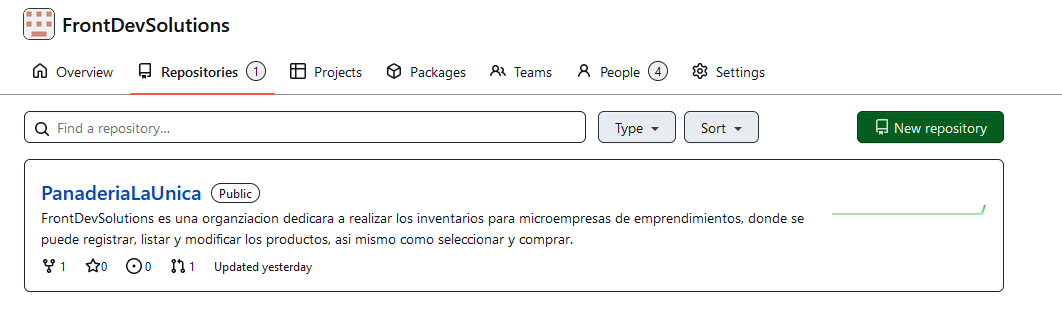 FrontDevSolutions
Overview Repositories 1 Projects Packages Teams People 4 Settings
Find a repository... Type Sort New repository
PanaderiaLaUnica Public
FrontDevSolutions es una organziacion dedicara a realizar los inventarios para microempresas de emprendimientos, donde se
puede registrar, listar y modificar los productos, asi mismo como seleccionar y comprar.
1 0 0 1 Updated yesterday